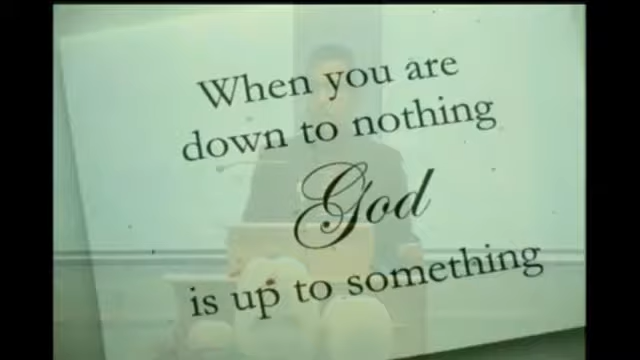 When you are
down to nothing
God
is up to something